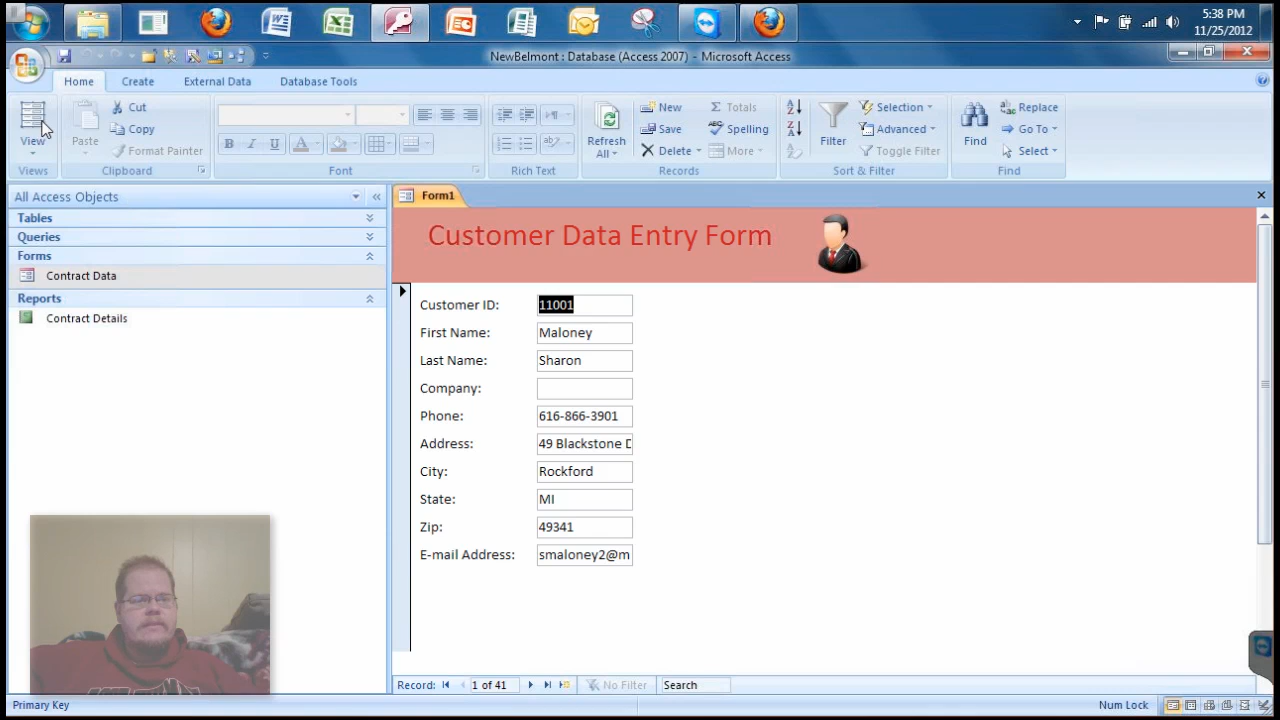 5:38 PM
11/25/2012
NewBelmont : Database (Access 2007) - Microsoft Access
Home Create External Data Database Tools
View Paste Cut Copy Format Painter
B I U A
Refresh All New Save Delete Totals Spelling More
Filter Selection Advanced Toggle Filter
Find Replace Go To Select
Views Clipboard Font Rich Text Records Sort & Filter Find
All Access Objects
Tables
Queries
Forms
Contract Data
Reports
Contract Details
Form1
Customer Data Entry Form
Customer ID: 11001
First Name: Maloney
Last Name: Sharon
Company:
Phone: 616-866-3901
Address: 49 Blackstone D
City: Rockford
State: MI
Zip: 49341
E-mail Address: smaloney2@m
Record: 1 of 41 No Filter Search
Primary Key Num Lock